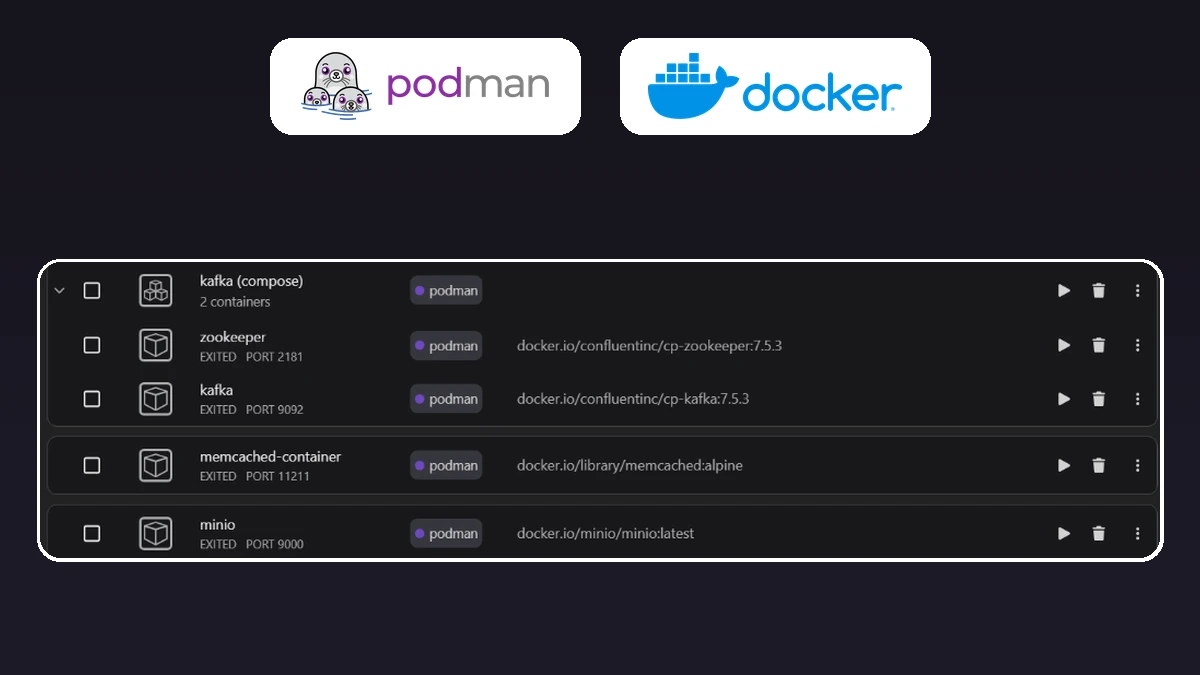 podman
docker
kafka (compose)
2 containers
podman
zookeeper
EXITED PORT 2181
podman
docker.io/confluentinc/cp-zookeeper:7.5.3
kafka
EXITED PORT 9092
podman
docker.io/confluentinc/cp-kafka:7.5.3
memcached-container
EXITED PORT 11211
podman
docker.io/library/memcached:alpine
minio
EXITED PORT 9000
podman
docker.io/minio/minio:latest